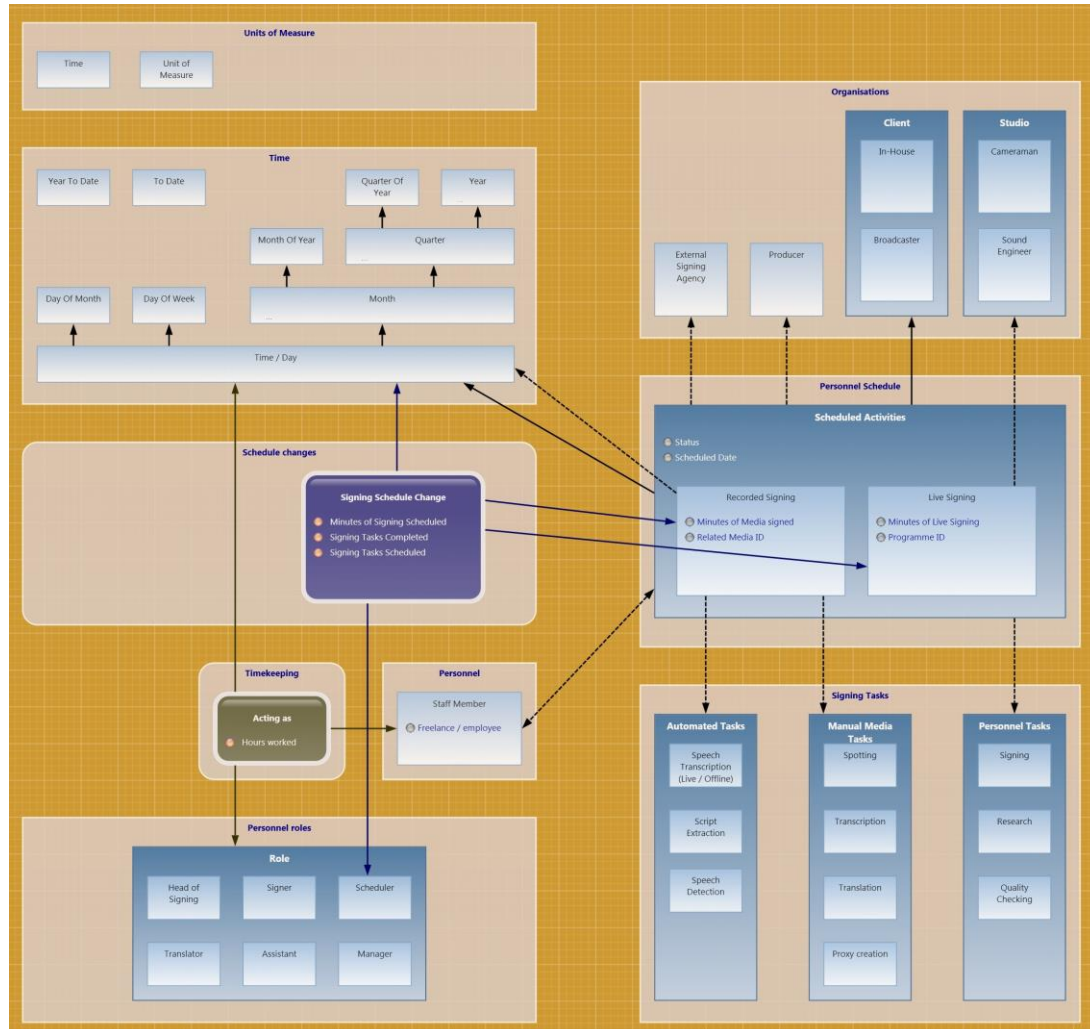 Units of Measure
Time
Unit of
Measure
Time
Year To Date
To Date
Quarter Of
Year
Year
...
Month Of Year
Quarter
...
Day Of Month
Day Of Week
Month
...
Time / Day
Organisations
Client
Studio
In-House
Cameraman
Broadcaster
Sound
Engineer
External
Signing
Agency
Producer
Personnel Schedule
Scheduled Activities
Status
Scheduled Date
Recorded Signing
Minutes of Media signed
Related Media ID
Live Signing
Minutes of Live Signing
Programme ID
Schedule changes
Signing Schedule Change
Minutes of Signing Scheduled
Signing Tasks Completed
Signing Tasks Scheduled
Timekeeping
Acting as
Hours worked
Personnel
Staff Member
Freelance / employee
Personnel roles
Role
Head of
Signing
Signer
Scheduler
Translator
Assistant
Manager
Signing Tasks
Automated Tasks
Speech
Transcription
(Live / Offline)
Script
Extraction
Speech
Detection
Manual Media
Tasks
Spotting
Transcription
Translation
Proxy creation
Personnel Tasks
Signing
Research
Quality
Checking